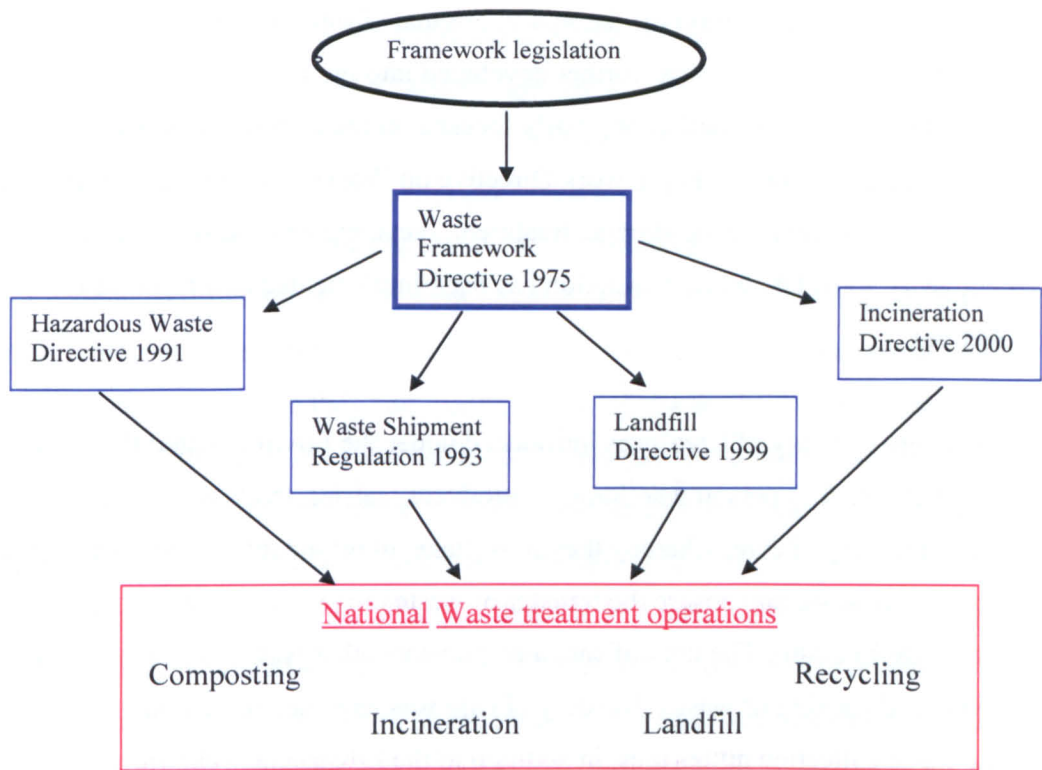 Framework legislation
Waste
Framework
Directive 1975
Hazardous Waste
Directive 1991
Incineration
Directive 2000
Waste Shipment
Regulation 1993
Landfill
Directive 1999
National Waste treatment operations
Composting
Recycling
Incineration
Landfill